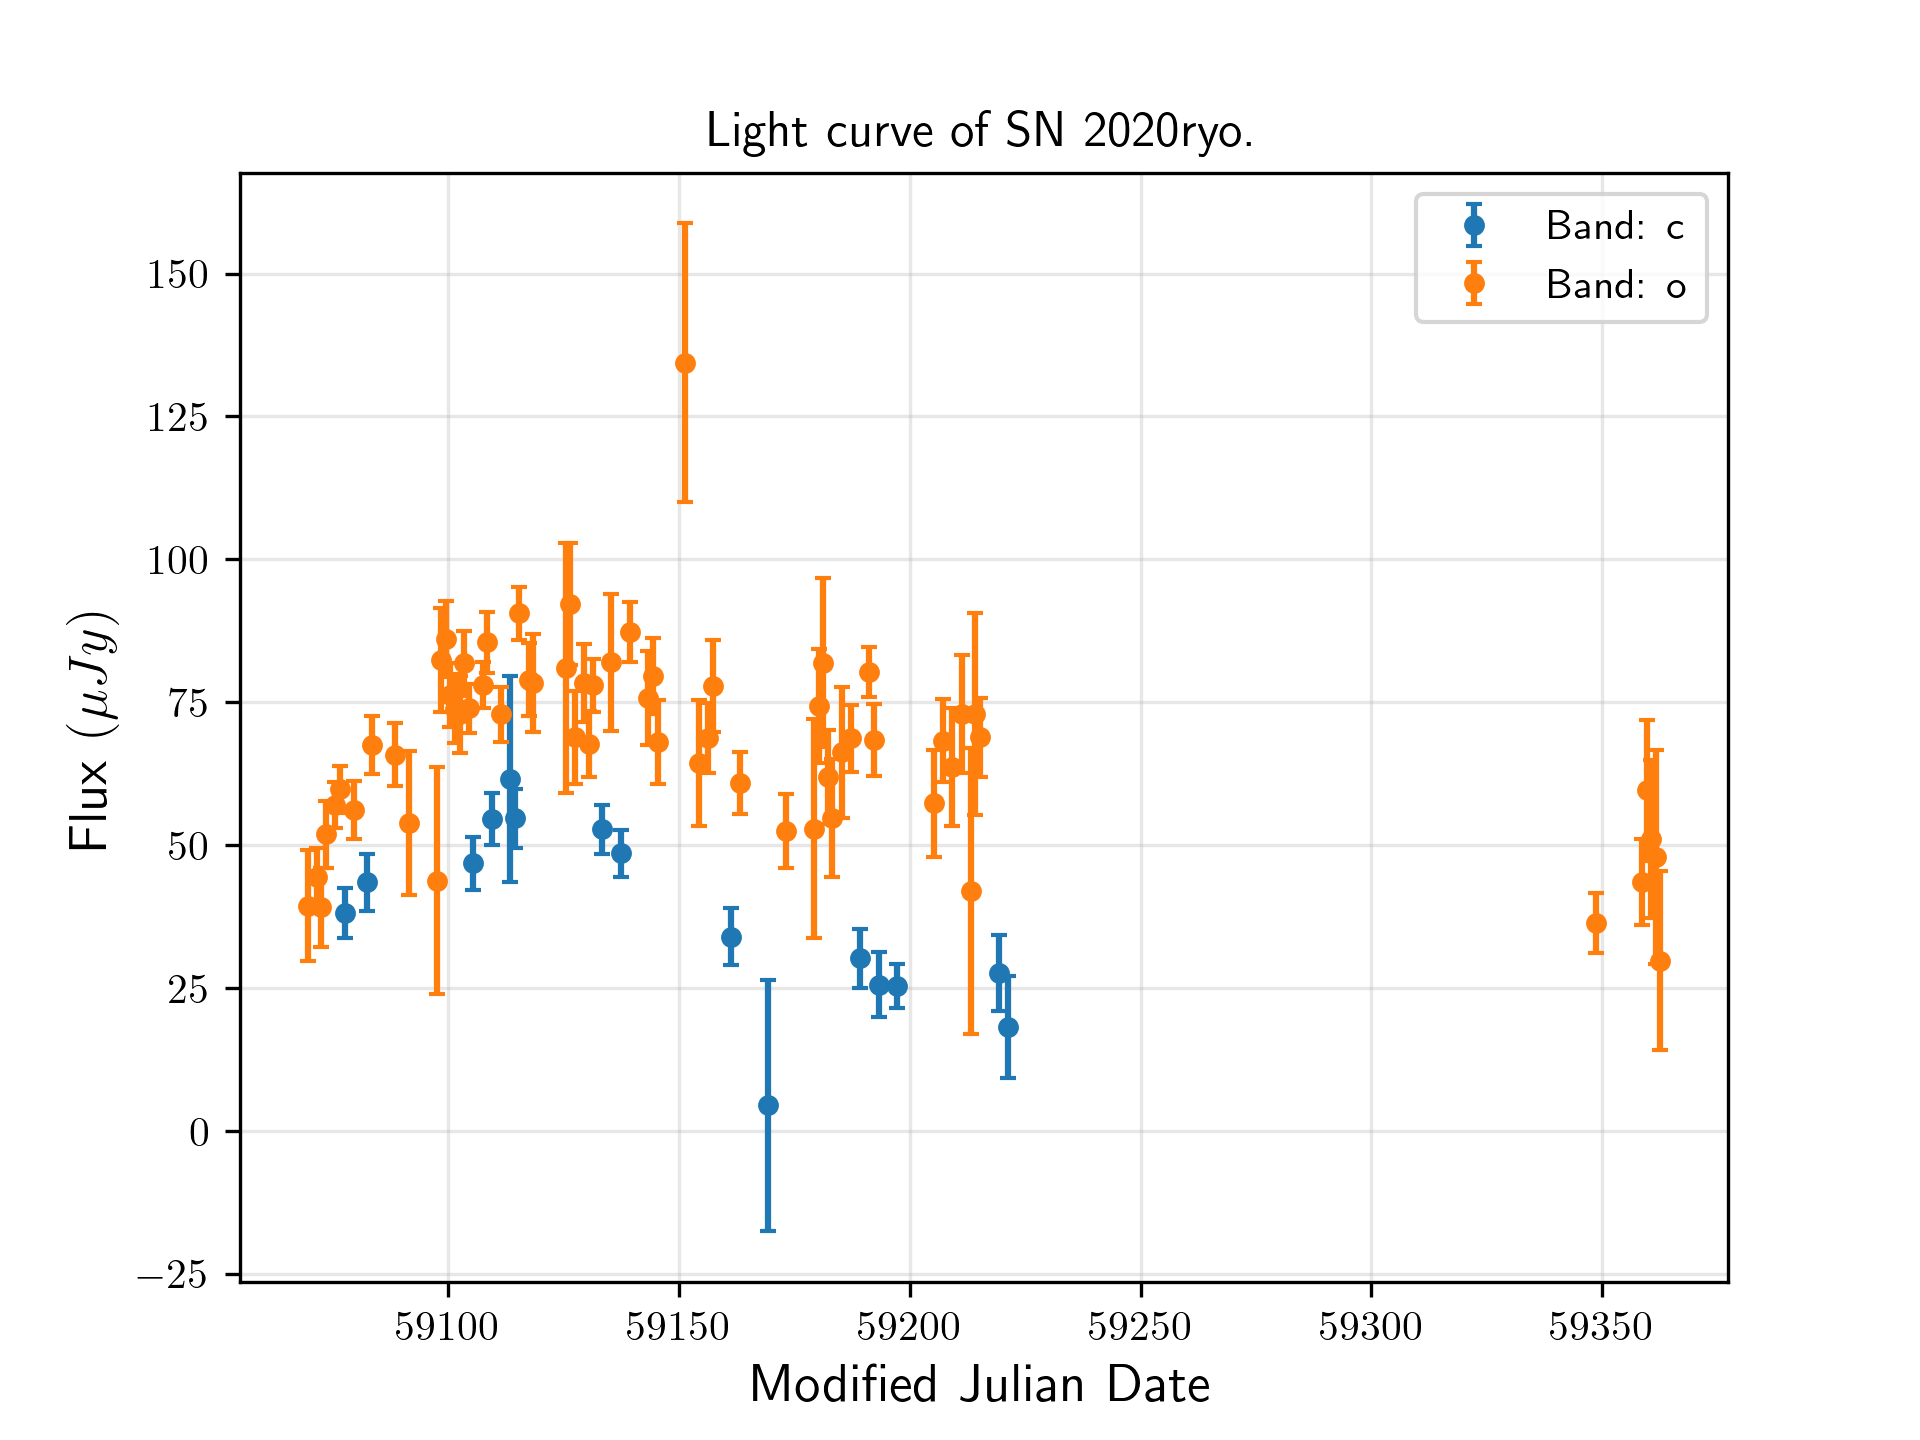 Light curve of SN 2020ryo.
Band: c
Band: o
150
125
100
75
50
25
0
−25
Flux (μJy)
59100 59150 59200 59250 59300 59350
Modified Julian Date